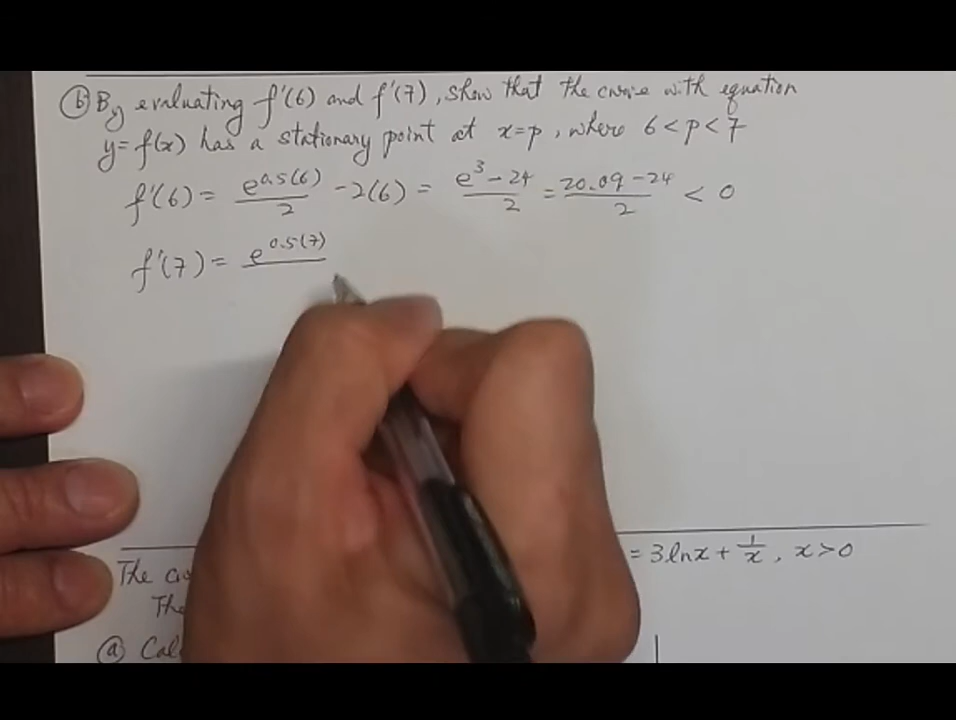 ⓑ By evaluating f'(6) and f'(7), show that the curve with equation
y=f(x) has a stationary point at x=p, where 6<p<7
f'(6) = e^0.5(6)/2 - 2(6) = e^3-24/2 = 20.09-24/2 < 0
f'(7) = e^0.5(7)
= 3lnx + 1/x, x>0
The
The
ⓐ Cal